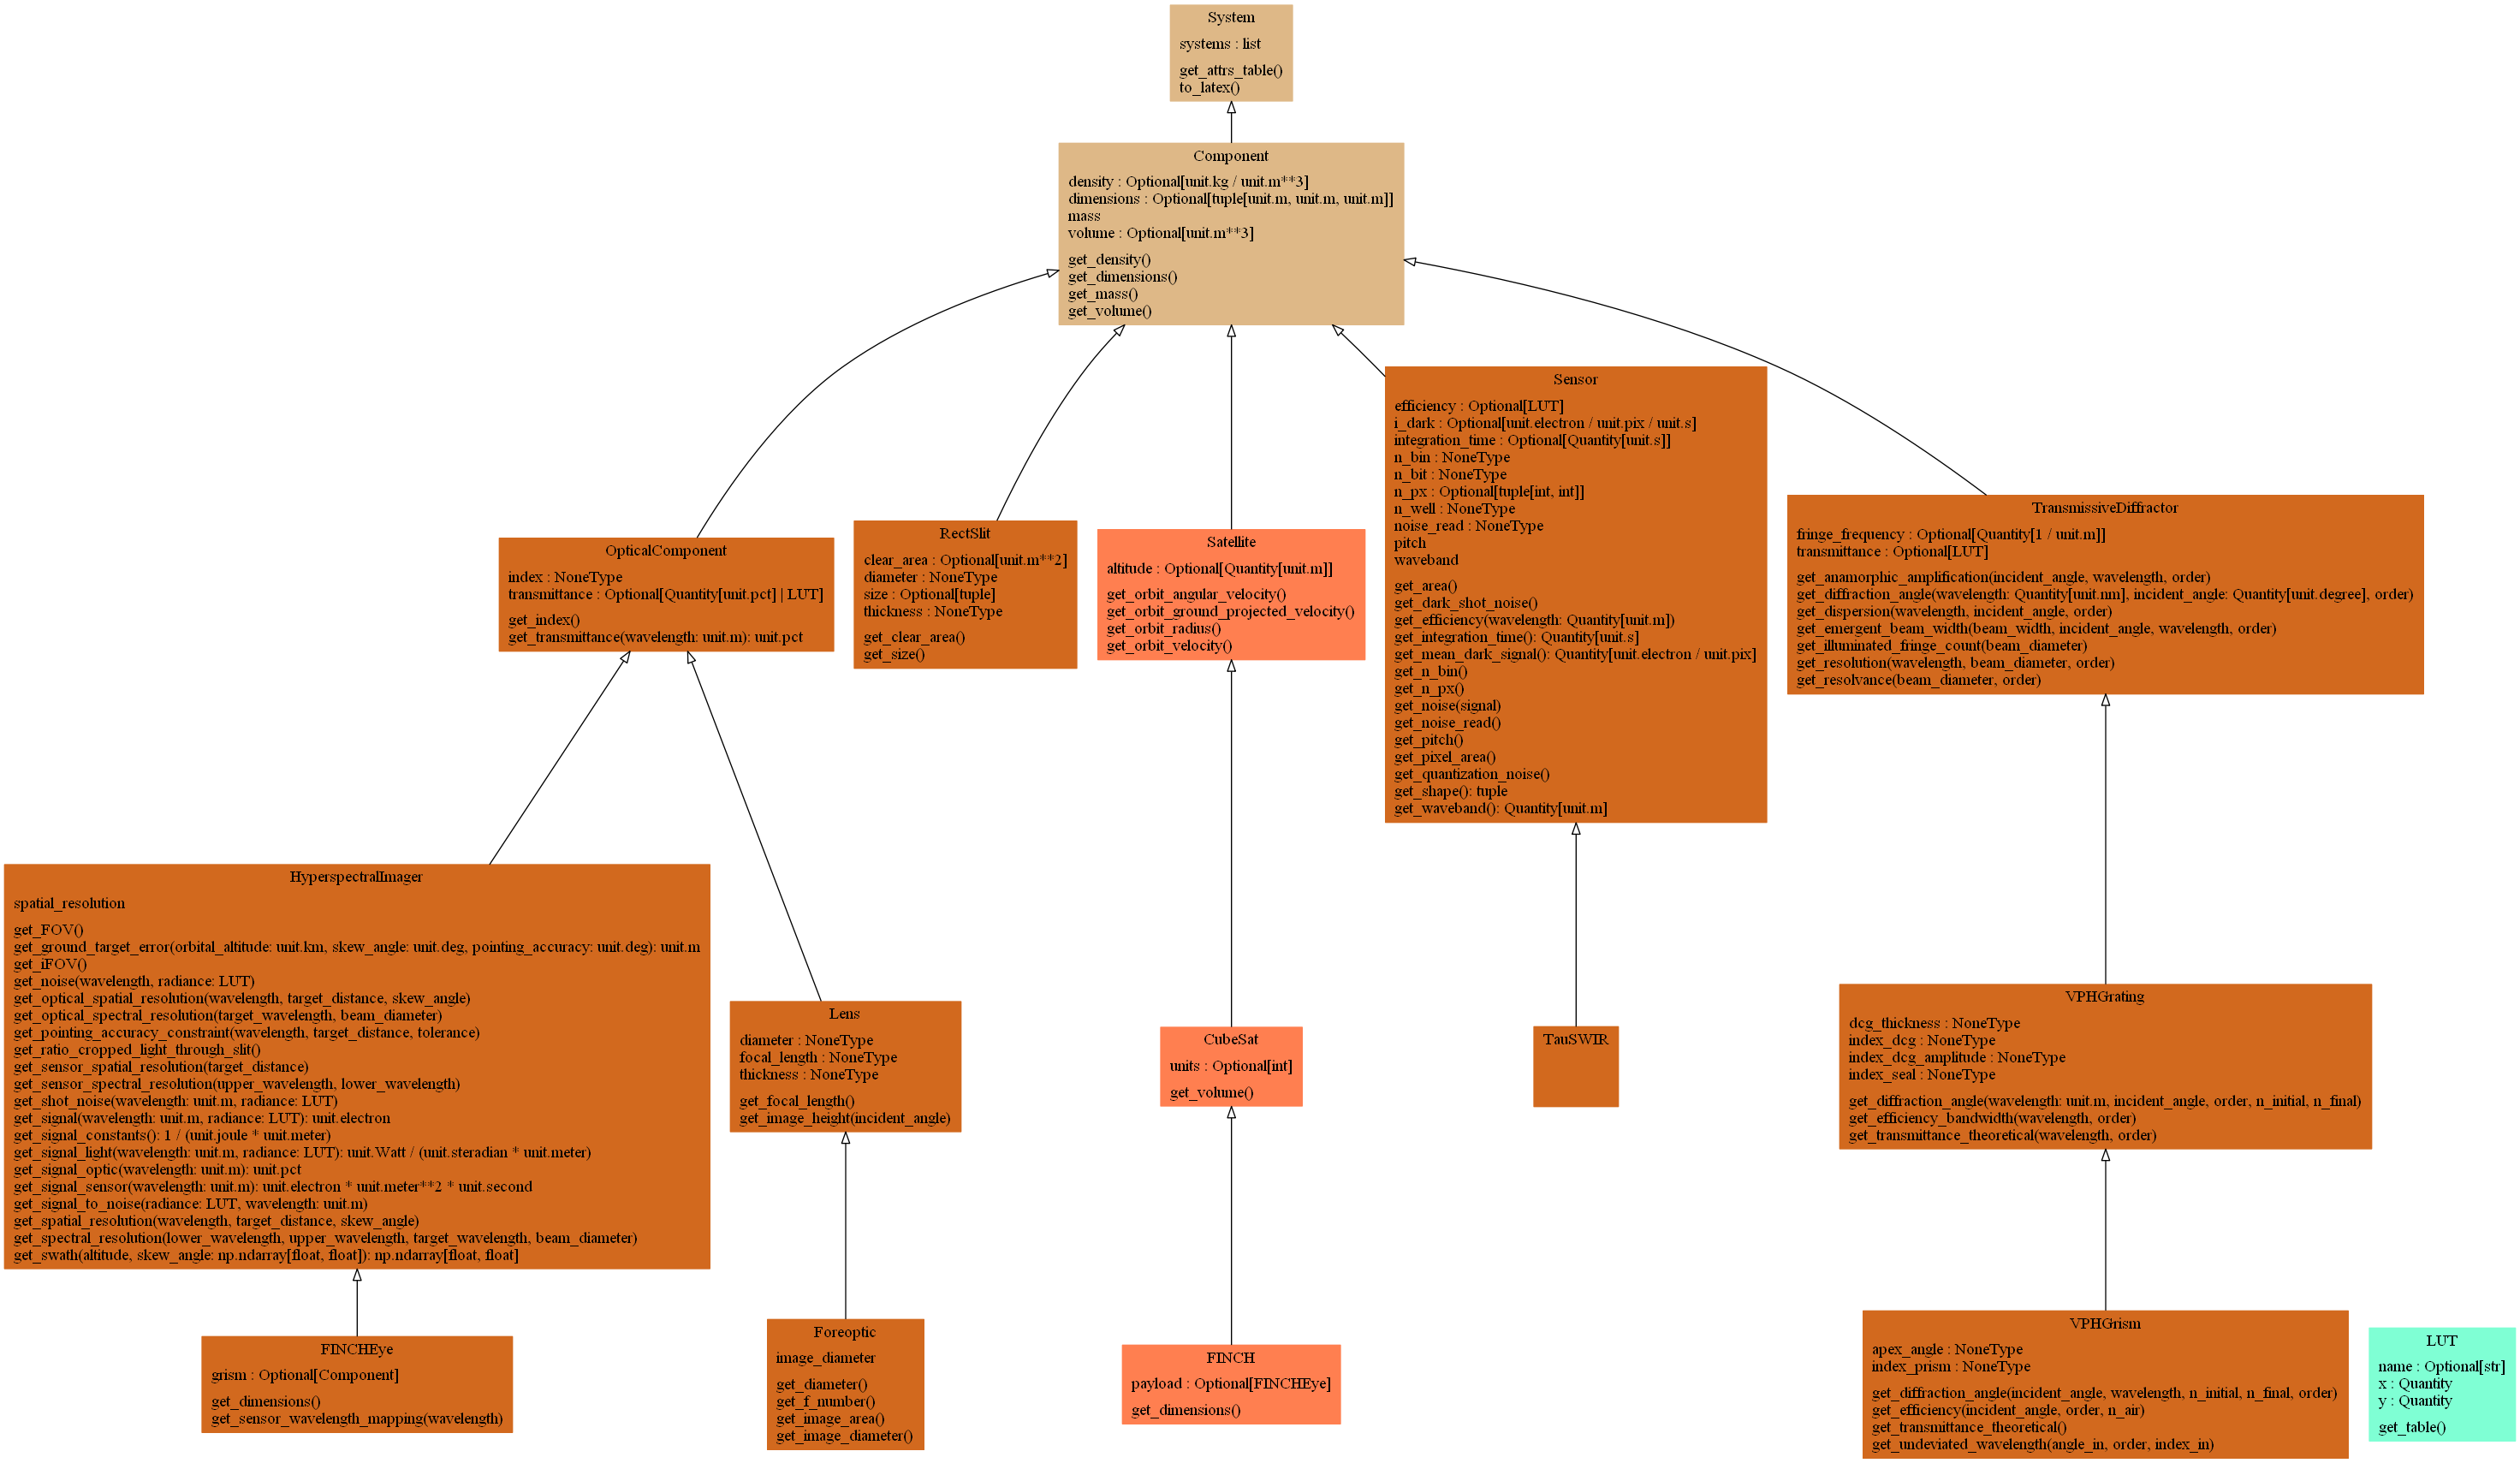 System
systems : list
get_attrs_table()
to_latex()
Component
density : Optional[unit.kg / unit.m**3]
dimensions : Optional[tuple[unit.m, unit.m, unit.m]]
mass
volume : Optional[unit.m**3]
get_density()
get_dimensions()
get_mass()
get_volume()
OpticalComponent
index : NoneType
transmittance : Optional[Quantity[unit.pct] | LUT]
get_index()
get_transmittance(wavelength: unit.m): unit.pct
RectSlit
clear_area : Optional[unit.m**2]
diameter : NoneType
size : Optional[tuple]
thickness : NoneType
get_clear_area()
get_size()
Satellite
altitude : Optional[Quantity[unit.m]]
get_orbit_angular_velocity()
get_orbit_ground_projected_velocity()
get_orbit_radius()
get_orbit_velocity()
Sensor
efficiency : Optional[LUT]
i_dark : Optional[unit.electron / unit.pix / unit.s]
integration_time : Optional[Quantity[unit.s]]
n_bin : NoneType
n_bit : NoneType
n_px : Optional[tuple[int, int]]
n_well : NoneType
noise_read : NoneType
pitch
waveband
get_area()
get_dark_shot_noise()
get_efficiency(wavelength: Quantity[unit.m])
get_integration_time(): Quantity[unit.s]
get_mean_dark_signal(): Quantity[unit.electron / unit.pix]
get_n_bin()
get_n_px()
get_noise(signal)
get_noise_read()
get_pitch()
get_pixel_area()
get_quantization_noise()
get_shape(): tuple
get_waveband(): Quantity[unit.m]
TransmissiveDiffractor
fringe_frequency : Optional[Quantity[1 / unit.m]]
transmittance : Optional[LUT]
get_anamorphic_amplification(incident_angle, wavelength, order)
get_diffraction_angle(wavelength: Quantity[unit.nm], incident_angle: Quantity[unit.degree], order)
get_dispersion(wavelength, incident_angle, order)
get_emergent_beam_width(beam_width, incident_angle, wavelength, order)
get_illuminated_fringe_count(beam_diameter)
get_resolution(wavelength, beam_diameter, order)
get_resolvance(beam_diameter, order)
HyperspectralImager
spatial_resolution
get_FOV()
get_ground_target_error(orbital_altitude: unit.km, skew_angle: unit.deg, pointing_accuracy: unit.deg): unit.m
get_iFOV()
get_noise(wavelength, radiance: LUT)
get_optical_spatial_resolution(wavelength, target_distance, skew_angle)
get_optical_spectral_resolution(target_wavelength, beam_diameter)
get_pointing_accuracy_constraint(wavelength, target_distance, tolerance)
get_ratio_cropped_light_through_slit()
get_sensor_spatial_resolution(target_distance)
get_sensor_spectral_resolution(upper_wavelength, lower_wavelength)
get_shot_noise(wavelength: unit.m, radiance: LUT)
get_signal(wavelength: unit.m, radiance: LUT): unit.electron
get_signal_constants(): 1 / (unit.joule * unit.meter)
get_signal_light(wavelength: unit.m, radiance: LUT): unit.Watt / (unit.steradian * unit.meter)
get_signal_optic(wavelength: unit.m): unit.pct
get_signal_sensor(wavelength: unit.m): unit.electron * unit.meter**2 * unit.second
get_signal_to_noise(radiance: LUT, wavelength: unit.m)
get_spatial_resolution(wavelength, target_distance, skew_angle)
get_spectral_resolution(lower_wavelength, upper_wavelength, target_wavelength, beam_diameter)
get_swath(altitude, skew_angle: np.ndarray[float, float]): np.ndarray[float, float]
Lens
diameter : NoneType
focal_length : NoneType
thickness : NoneType
get_focal_length()
get_image_height(incident_angle)
CubeSat
units : Optional[int]
get_volume()
TauSWIR
VPHGrating
dcg_thickness : NoneType
index_dcg : NoneType
index_dcg_amplitude : NoneType
index_seal : NoneType
get_diffraction_angle(wavelength: unit.m, incident_angle, order, n_initial, n_final)
get_efficiency_bandwidth(wavelength, order)
get_transmittance_theoretical(wavelength, order)
FINCHEye
grism : Optional[Component]
get_dimensions()
get_sensor_wavelength_mapping(wavelength)
Foreoptic
image_diameter
get_diameter()
get_f_number()
get_image_area()
get_image_diameter()
FINCH
payload : Optional[FINCHEye]
get_dimensions()
VPHGrism
apex_angle : NoneType
index_prism : NoneType
get_diffraction_angle(incident_angle, wavelength, n_initial, n_final, order)
get_efficiency(incident_angle, order, n_air)
get_transmittance_theoretical()
get_undeviated_wavelength(angle_in, order, index_in)
LUT
name : Optional[str]
x : Quantity
y : Quantity
get_table()